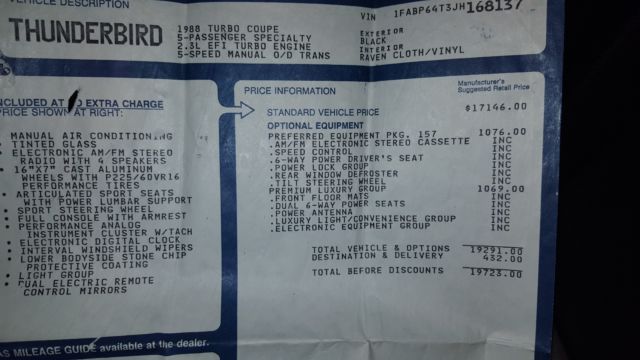 VEHICLE DESCRIPTION
THUNDERBIRD
1988 TURBO COUPE
5-PASSENGER SPECIALTY
2.3L EFI TURBO ENGINE
5-SPEED MANUAL O/D TRANS
VIN 1FABP64T3JH168137
EXTERIOR
BLACK
INTERIOR
RAVEN CLOTH/VINYL
INCLUDED AT NO EXTRA CHARGE
PRICE SHOWN AT RIGHT:
• MANUAL AIR CONDITIONING
• TINTED GLASS
• ELECTRONIC AM/FM STEREO
RADIO WITH 4 SPEAKERS
• 16"X7" CAST ALUMINUM
WHEELS WITH P225/60VR16
PERFORMANCE TIRES
• ARTICULATED SPORT SEATS
WITH POWER LUMBAR SUPPORT
• SPORT STEERING WHEEL
• FULL CONSOLE WITH ARMREST
• PERFORMANCE ANALOG
INSTRUMENT CLUSTER W/TACH
• ELECTRONIC DIGITAL CLOCK
• INTERVAL WINDSHIELD WIPERS
• LOWER BODYSIDE STONE CHIP
PROTECTIVE COATING
• LIGHT GROUP
• DUAL ELECTRIC REMOTE
CONTROL MIRRORS
PRICE INFORMATION
Manufacturer's
Suggested Retail Price
STANDARD VEHICLE PRICE $17146.00
OPTIONAL EQUIPMENT
PREFERRED EQUIPMENT PKG. 157 1076.00
.AM/FM ELECTRONIC STEREO CASSETTE INC
.SPEED CONTROL INC
.6-WAY POWER DRIVER'S SEAT INC
.POWER LOCK GROUP INC
.REAR WINDOW DEFROSTER INC
.TILT STEERING WHEEL INC
PREMIUM LUXURY GROUP 1069.00
.FRONT FLOOR MATS INC
.DUAL 6-WAY POWER SEATS INC
.POWER ANTENNA INC
.LUXURY LIGHT/CONVENIENCE GROUP INC
.ELECTRONIC EQUIPMENT GROUP INC
TOTAL VEHICLE & OPTIONS 19291.00
DESTINATION & DELIVERY 432.00
TOTAL BEFORE DISCOUNTS 19723.00
GAS MILEAGE GUIDE available at the dealer.